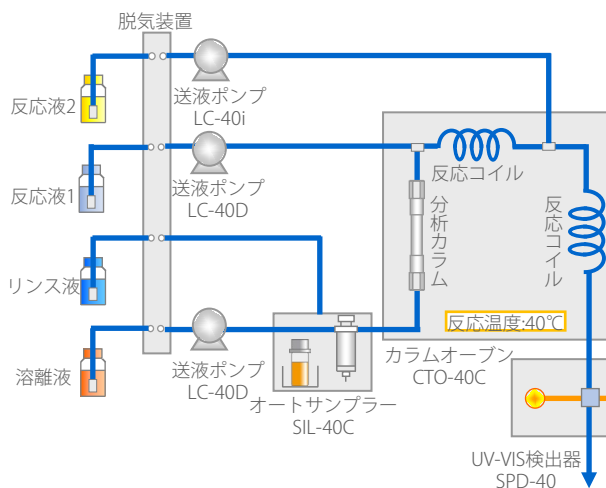 脱気装置
反応液2
送液ポンプ
LC-40i
反応液1
送液ポンプ
LC-40D
反応コイル
分析カラム
反応コイル
リンス液
反応温度:40℃
溶離液
送液ポンプ
LC-40D
オートサンプラー
SIL-40C
カラムオーブン
CTO-40C
UV-VIS検出器
SPD-40